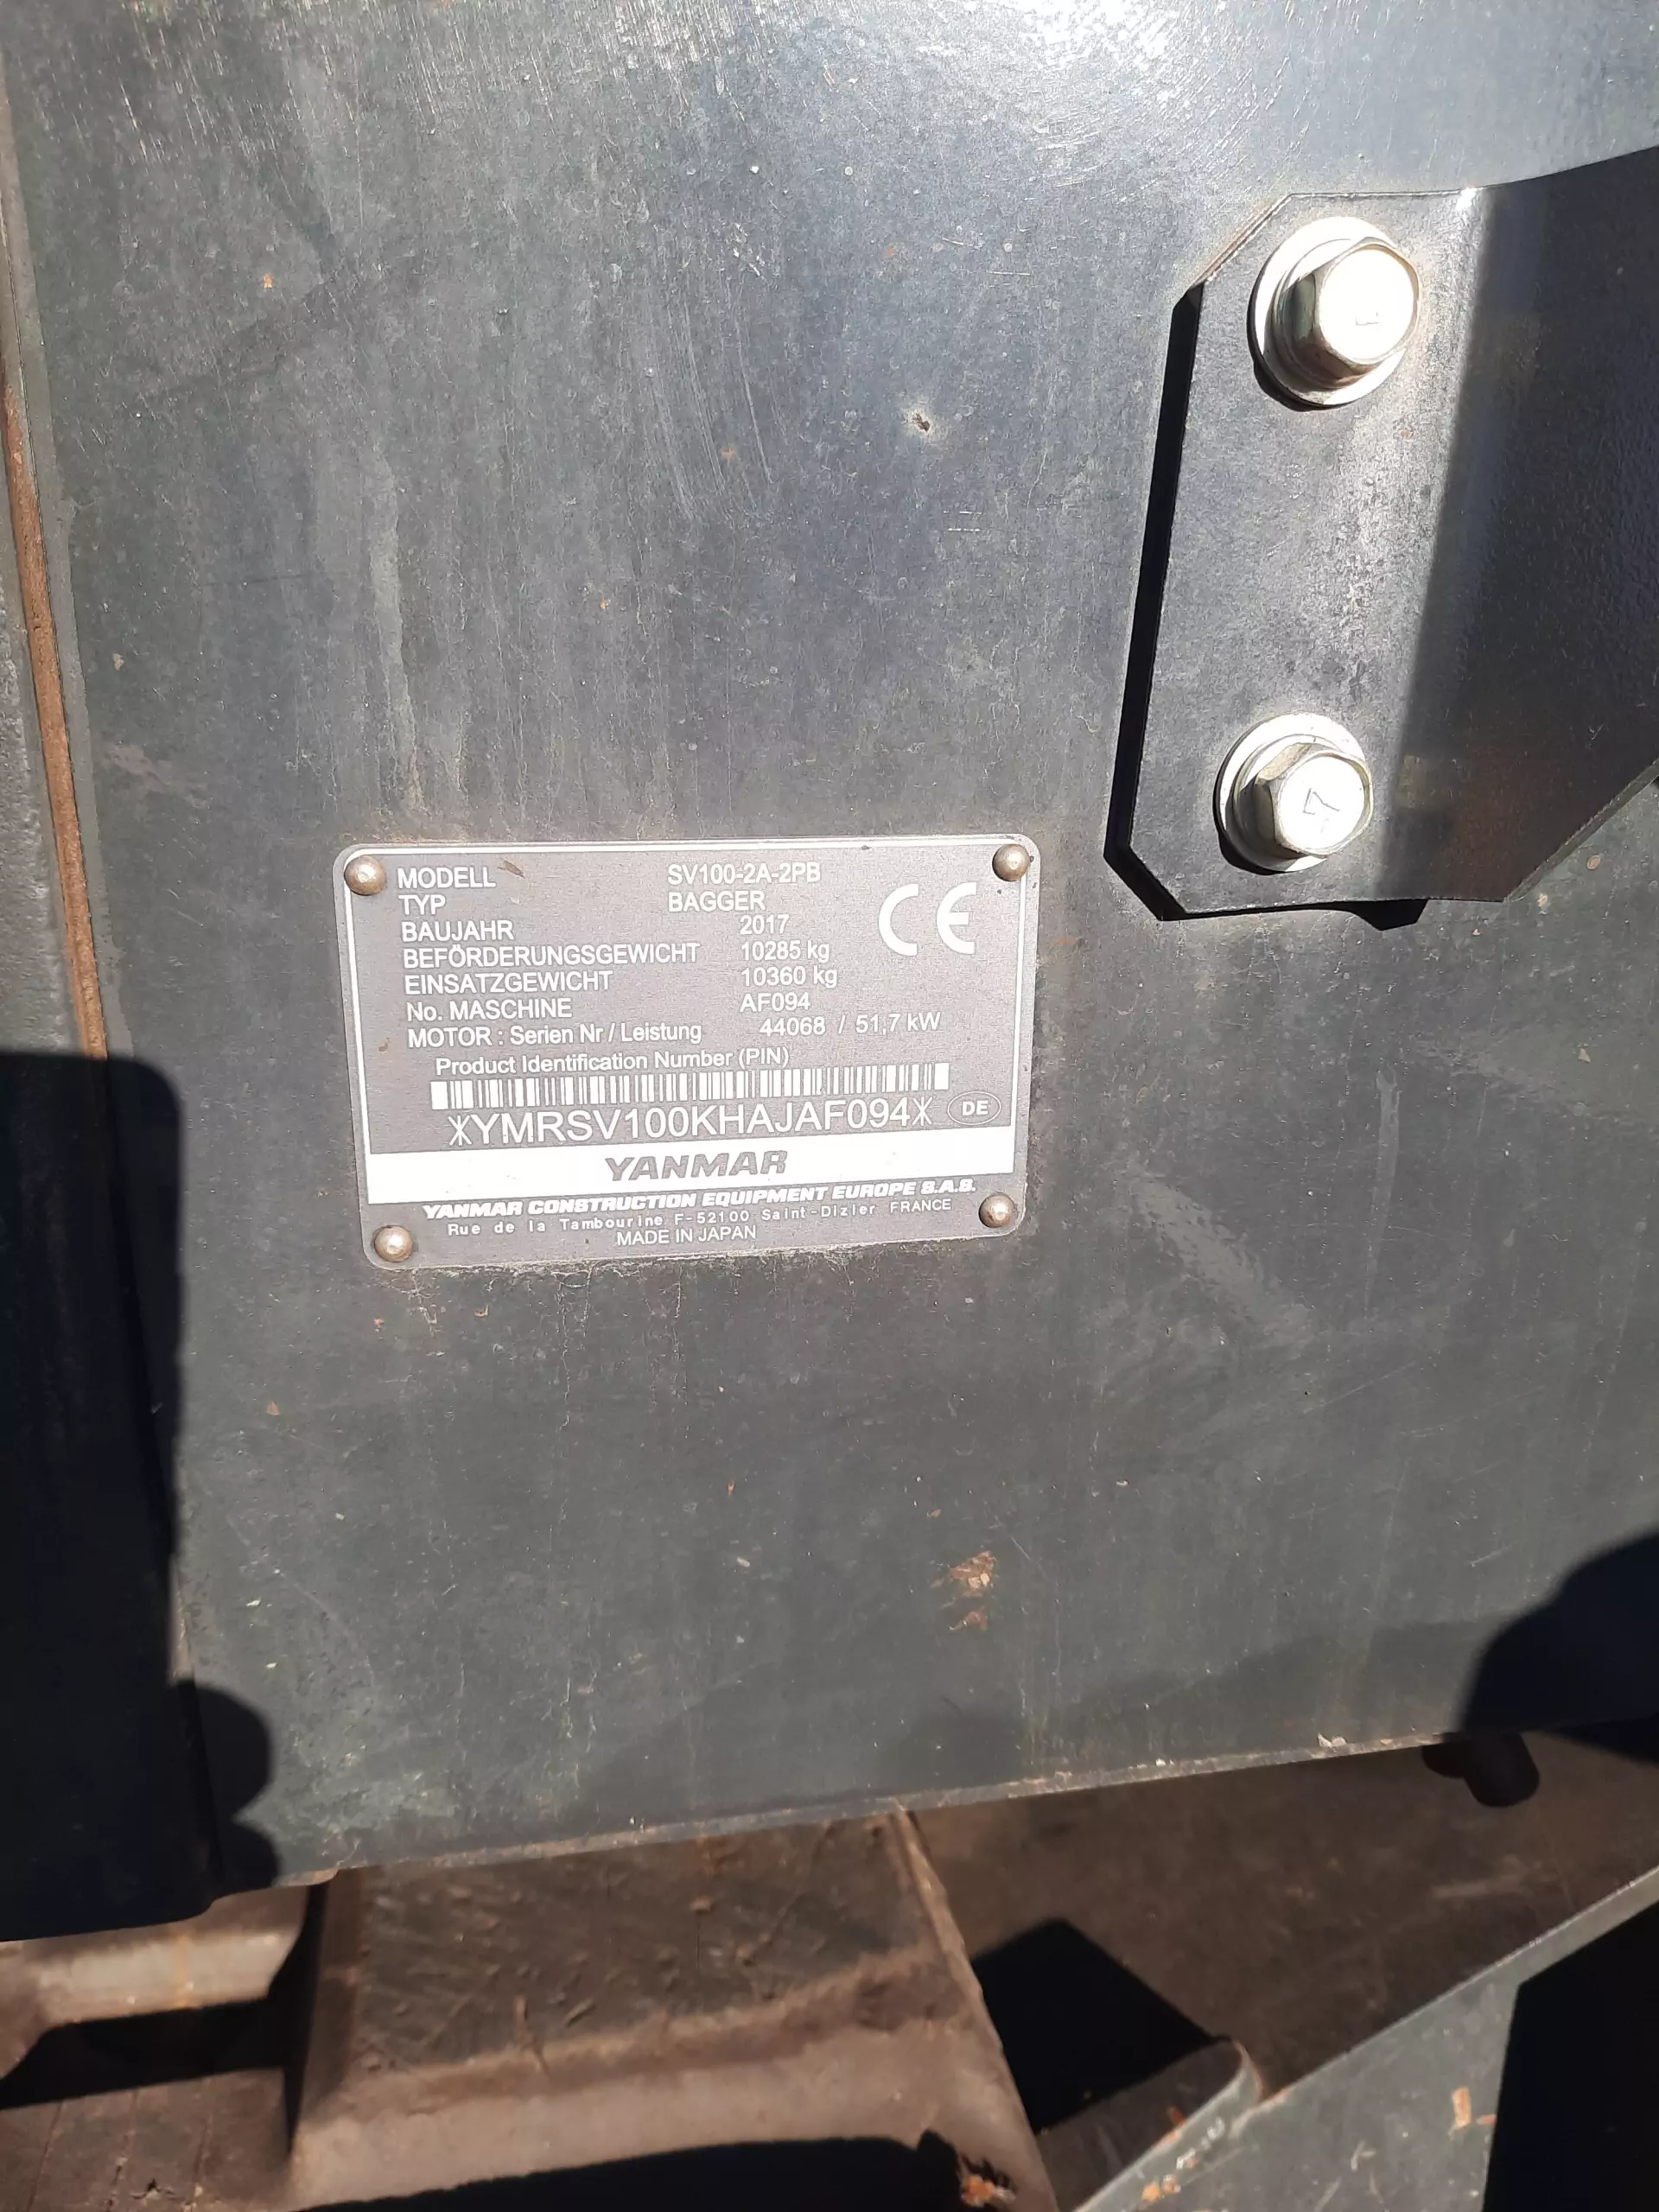 MODELL SV100-2A-2PB
TYP BAGGER
BAUJAHR 2017
BEFÖRDERUNGSGEWICHT 10285 kg
EINSATZGEWICHT 10360 kg
No. MASCHINE AF094
MOTOR : Serien Nr / Leistung 44068 / 51,7 kW
CE
Product Identification Number (PIN)
*YMRSV100KHAJAF094* DE
YANMAR
YANMAR CONSTRUCTION EQUIPMENT EUROPE S.A.S.
Rue de la Tambourine F-52100 Saint-Dizier FRANCE
MADE IN JAPAN